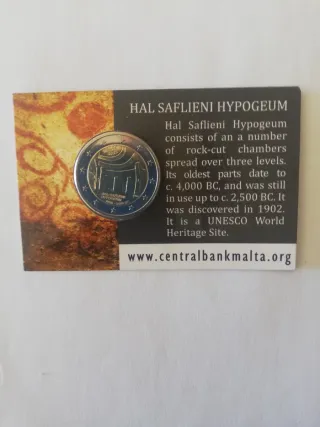 HAL SAFLIENI HYPOGEUM
Hal Saflieni Hypogeum
consists of an a number
of rock-cut chambers
spread over three levels.
Its oldest parts date to
c. 4,000 BC, and was still
in use up to c. 2,500 BC. It
was discovered in 1902.
It is a UNESCO World
Heritage Site.
www.centralbankmalta.org